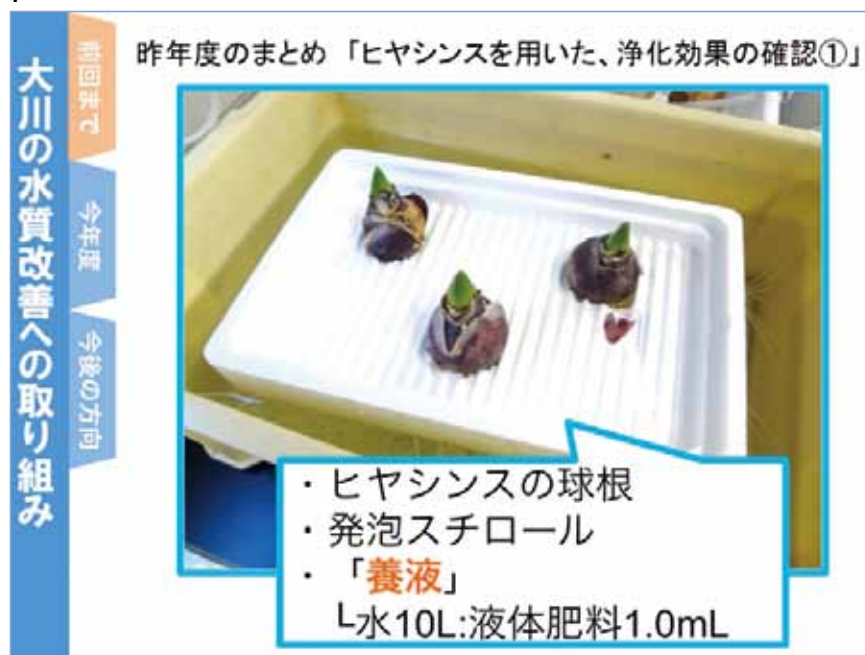 大川の水質改善への取り組み
前回まで
今年度
今後の方向
昨年度のまとめ 「ヒヤシンスを用いた、浄化効果の確認①」
・ヒヤシンスの球根
・発泡スチロール
・「養液」
┗水10L:液体肥料1.0mL